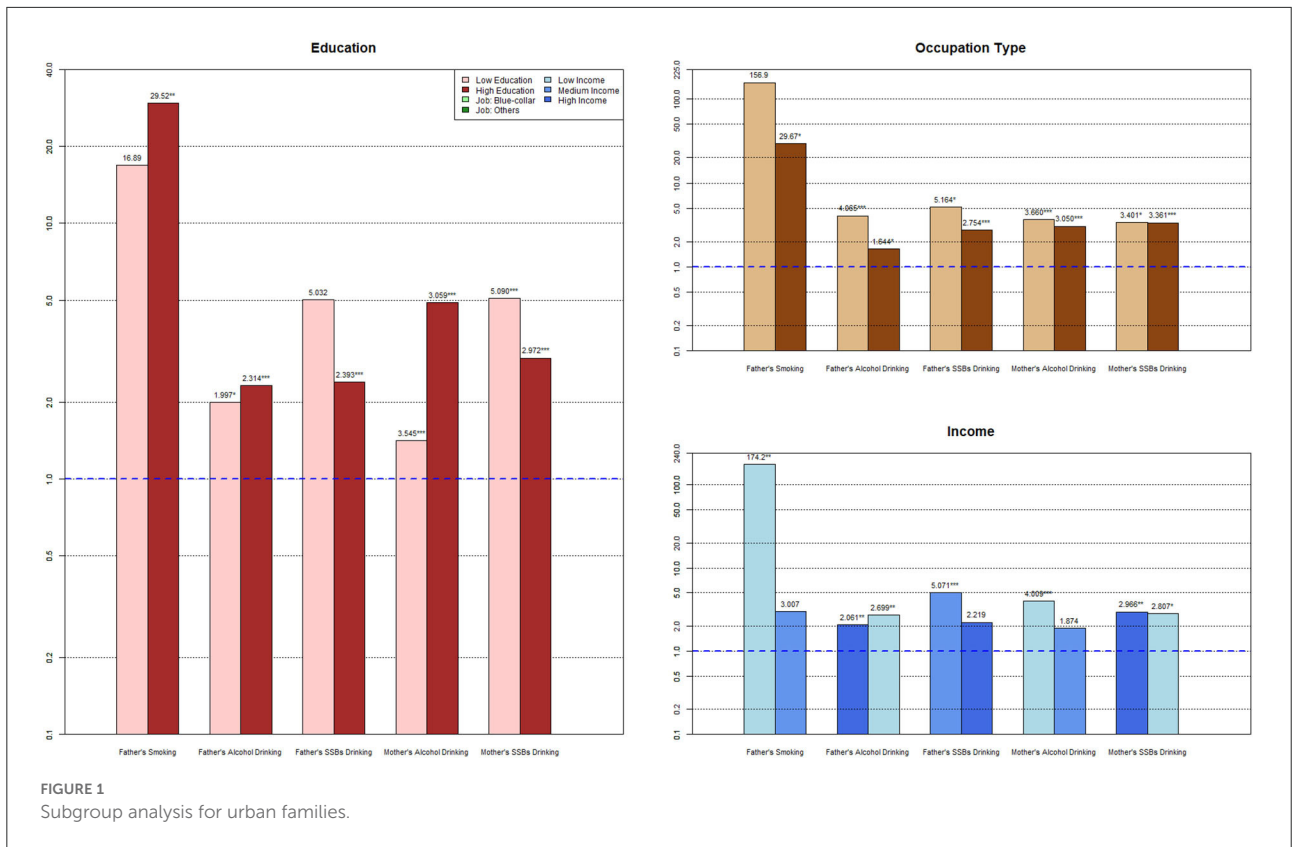 Education
40.0
20.0
10.0
5.0
2.0
1.0
0.5
0.2
0.1
29.52**
16.89
1.997*
2.314***
5.032
2.393***
3.545***
3.059***
5.090***
2.972***
Low Education
High Education
Job: Blue-collar
Job: Others
Low Income
Medium Income
High Income
Father's Smoking
Father's Alcohol Drinking
Father's SSBs Drinking
Mother's Alcohol Drinking
Mother's SSBs Drinking
Occupation Type
225.0
100.0
50.0
20.0
10.0
5.0
2.0
1.0
0.5
0.2
0.1
156.9
29.67*
4.065***
1.644*
5.164*
2.754***
3.660***
3.050***
3.401*
3.361***
Father's Smoking
Father's Alcohol Drinking
Father's SSBs Drinking
Mother's Alcohol Drinking
Mother's SSBs Drinking
Income
240.0
100.0
50.0
20.0
10.0
5.0
2.0
1.0
0.5
0.2
0.1
174.2**
3.007
2.061**
2.699**
5.071***
2.219
4.009***
1.874
2.966**
2.807*
Father's Smoking
Father's Alcohol Drinking
Father's SSBs Drinking
Mother's Alcohol Drinking
Mother's SSBs Drinking
FIGURE 1
Subgroup analysis for urban families.